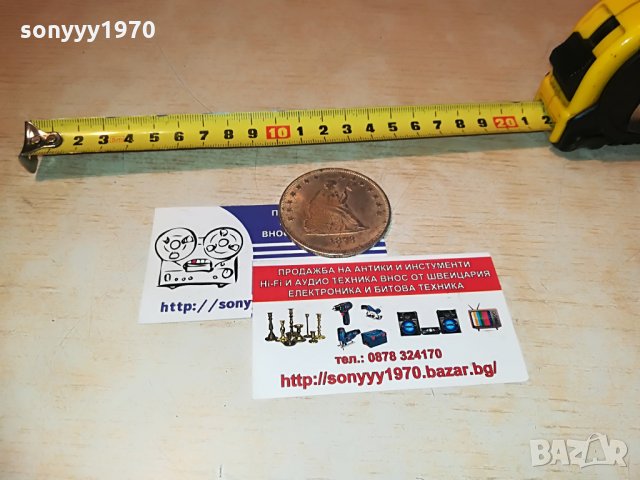 sonyyy1970
2 3 4 5 6 7 8 9 10 1 2 3 4 5 6 7 8 9 20 1 2
ВНОС
http://sony
ПРОДАЖБА НА АНТИКИ И ИНСТУМЕНТИ
Hi-Fi И АУДИО ТЕХНИКА ВНОС ОТ ШВЕЙЦАРИЯ
ЕЛЕКТРОНИКА И БИТОВА ТЕХНИКА
тел.: 0878 324170
http://sonyyy1970.bazar.bg/
BAZAR
bg